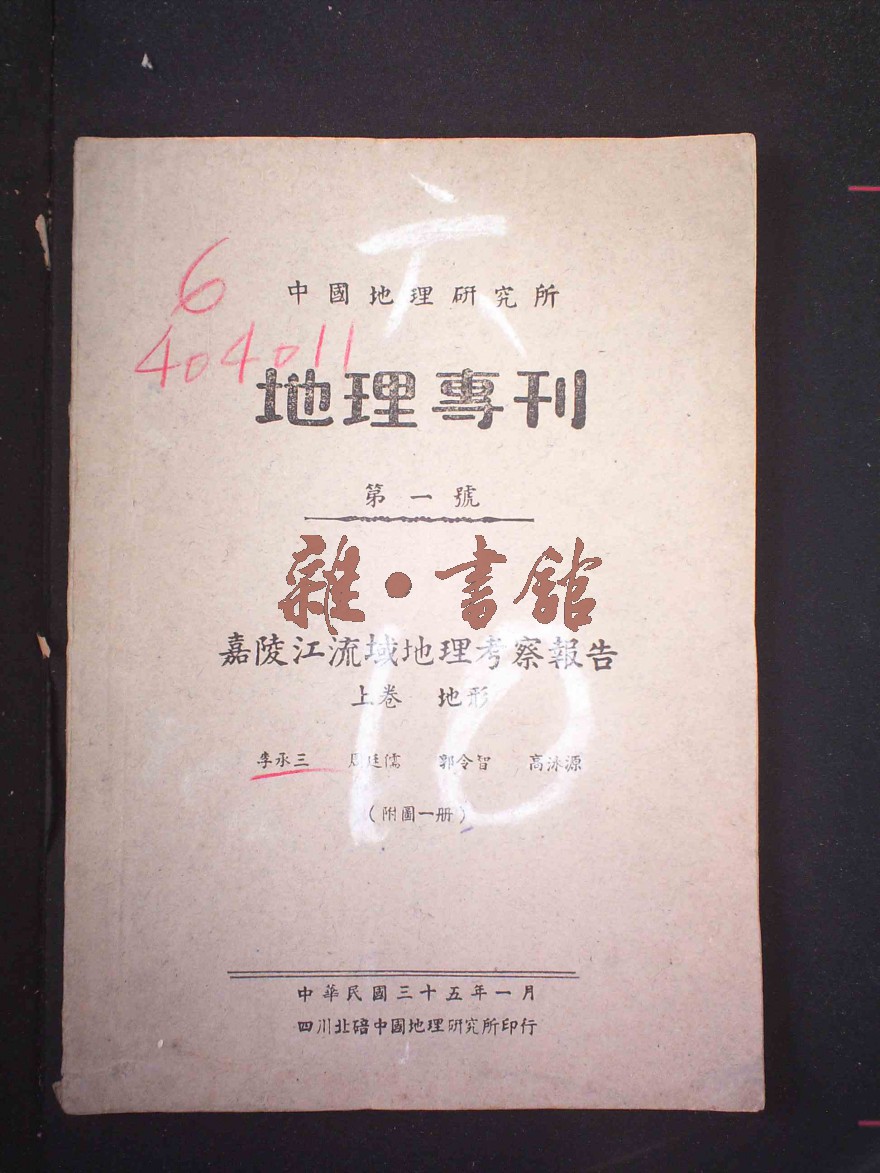 六
6
中國地理研究所
404011
地理專刊
第一號
雜·書館
嘉陵江流域地理考察報告
上卷 地形
10
李承三 周廷儒 郭令智 高泳源
（附圖一册）
中華民國三十五年一月
四川北碚中國地理研究所印行